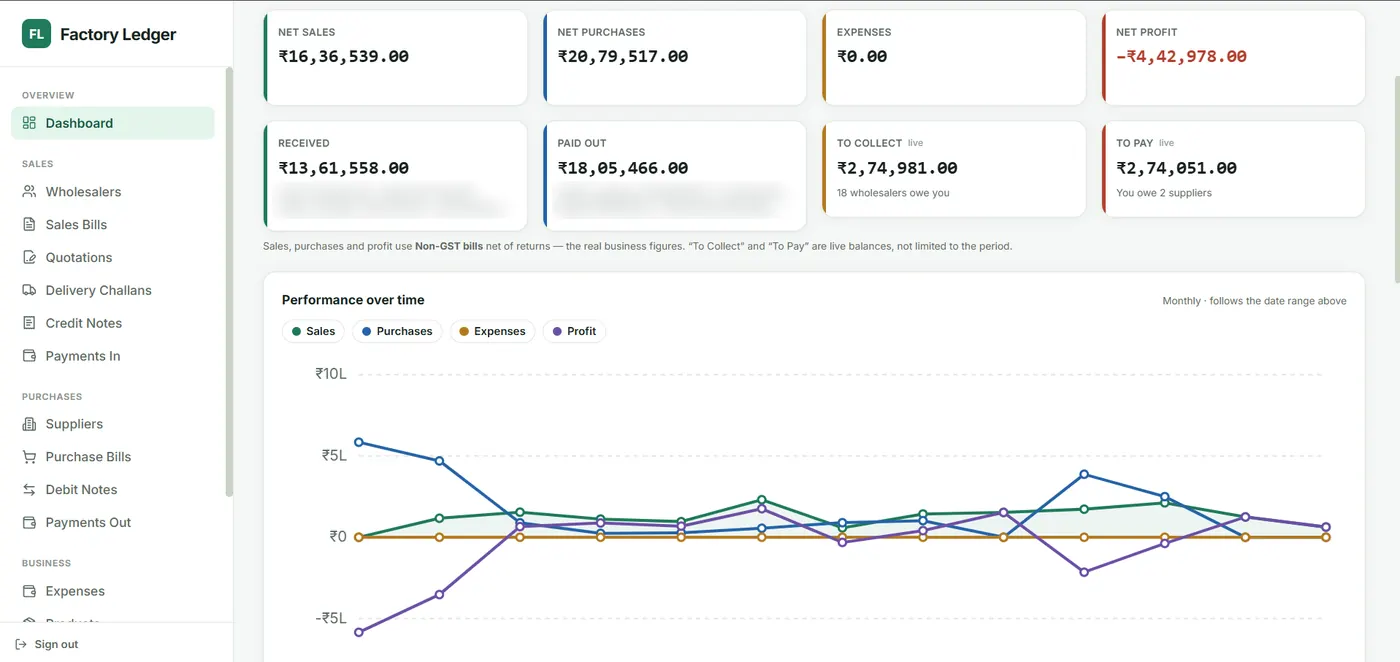 FL Factory Ledger
OVERVIEW
Dashboard
SALES
Wholesalers
Sales Bills
Quotations
Delivery Challans
Credit Notes
Payments In
PURCHASES
Suppliers
Purchase Bills
Debit Notes
Payments Out
BUSINESS
Expenses
Sign out
NET SALES
₹16,36,539.00
NET PURCHASES
₹20,79,517.00
EXPENSES
₹0.00
NET PROFIT
-₹4,42,978.00
RECEIVED
₹13,61,558.00
PAID OUT
₹18,05,466.00
TO COLLECT live
₹2,74,981.00
18 wholesalers owe you
TO PAY live
₹2,74,051.00
You owe 2 suppliers
Sales, purchases and profit use Non-GST bills net of returns — the real business figures. “To Collect” and “To Pay” are live balances, not limited to the period.
Performance over time
Monthly · follows the date range above
Sales Purchases Expenses Profit
₹10L
₹5L
₹0
-₹5L